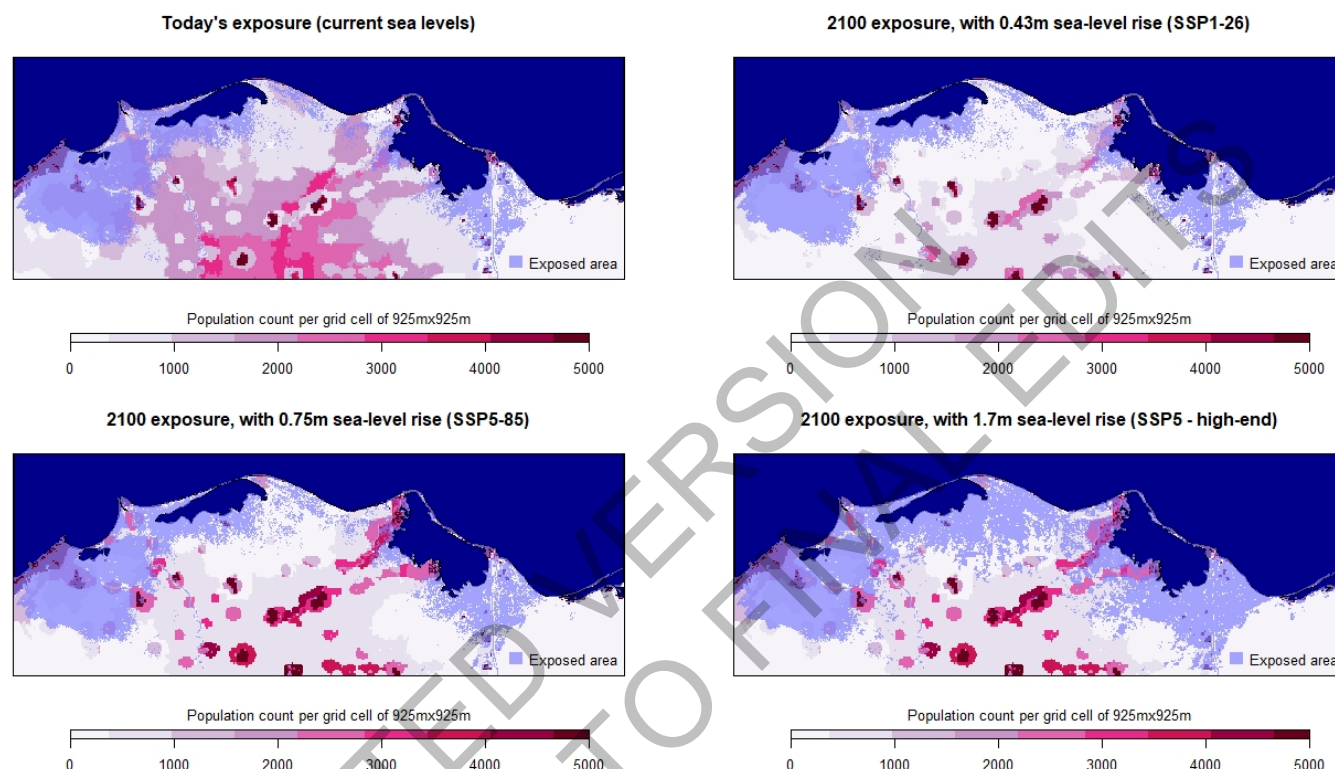 Today's exposure (current sea levels)
2100 exposure, with 0.43m sea-level rise (SSP1-26)
Exposed area
Exposed area
Population count per grid cell of 925mx925m
Population count per grid cell of 925mx925m
0 1000 2000 3000 4000 5000
0 1000 2000 3000 4000 5000
2100 exposure, with 0.75m sea-level rise (SSP5-85)
2100 exposure, with 1.7m sea-level rise (SSP5 - high-end)
Exposed area
Exposed area
Population count per grid cell of 925mx925m
Population count per grid cell of 925mx925m
0 1000 2000 3000 4000 5000
0 1000 2000 3000 4000 5000
TED VERSION
TO FINAL EDITS